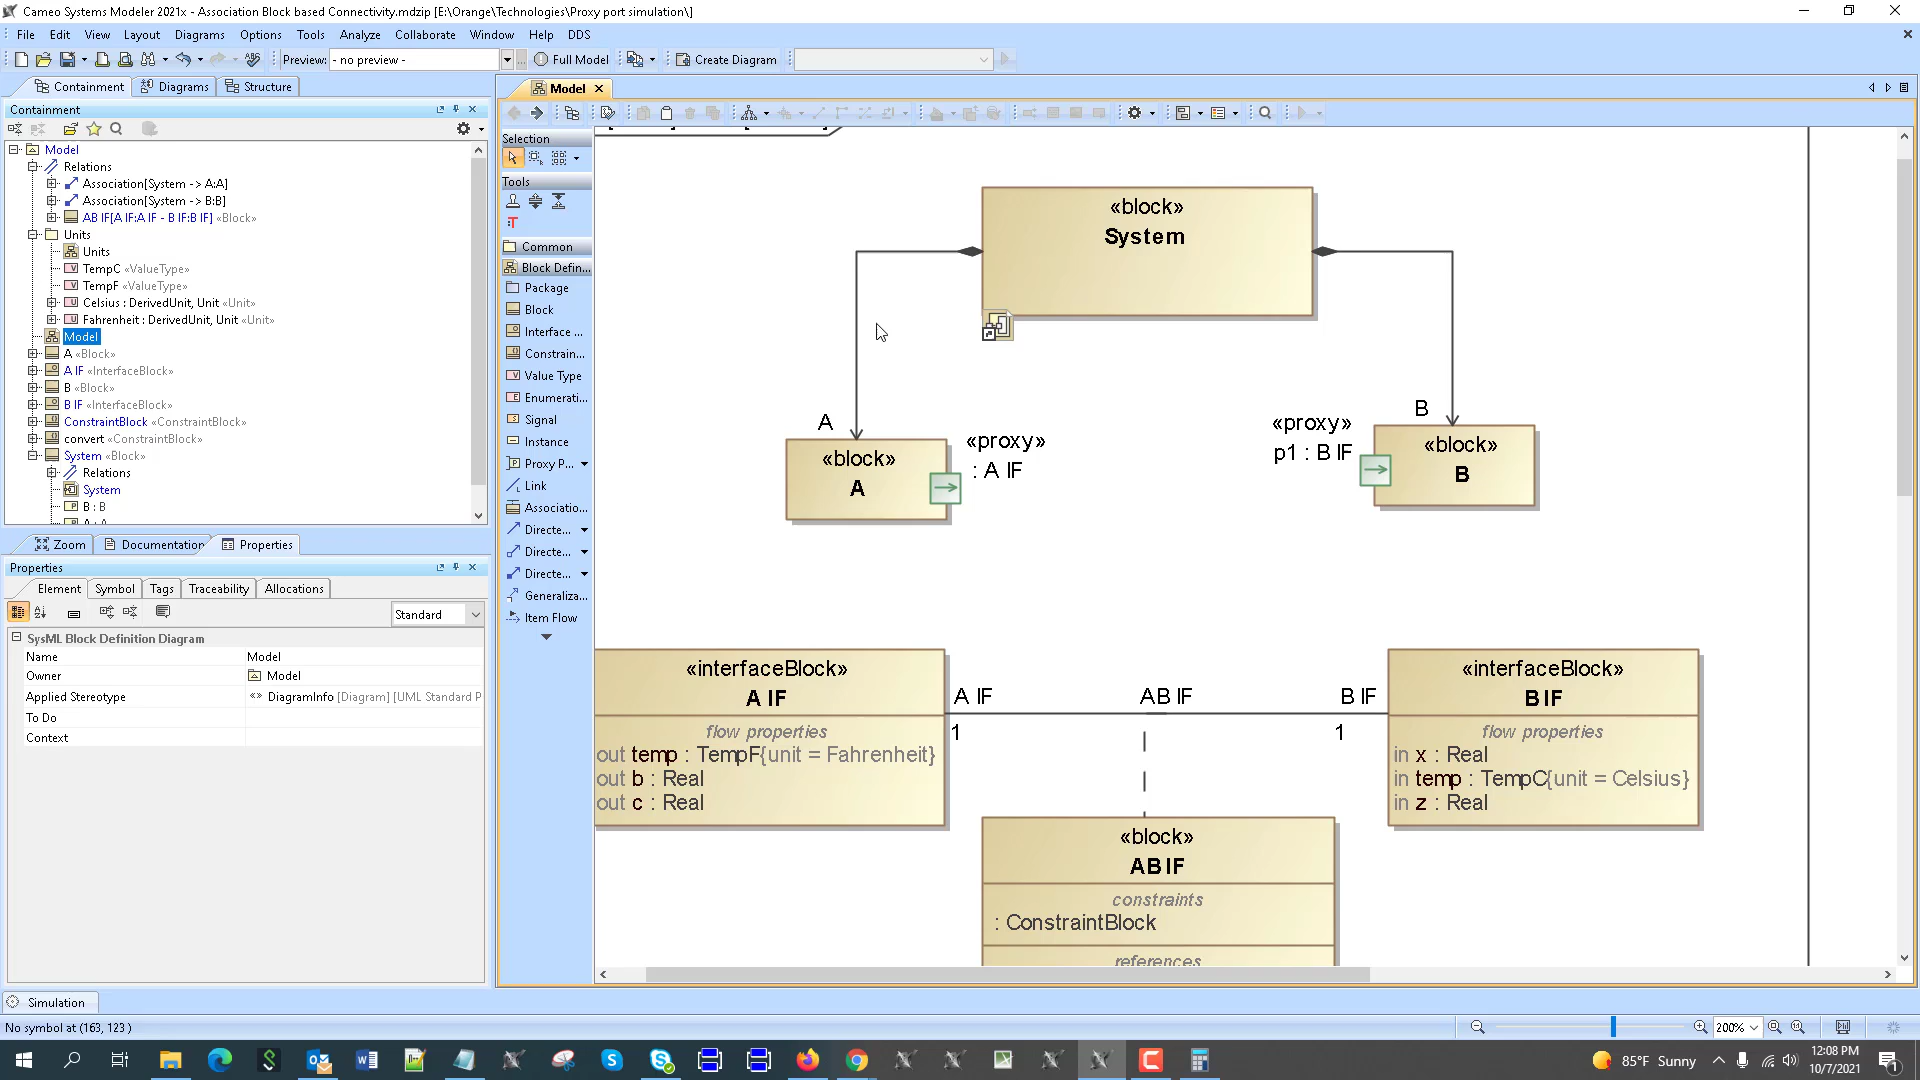 Cameo Systems Modeler 2021x - Association Block based Connectivity.mdzip [E:\Orange\Technologies\Proxy port simulation\]
File Edit View Layout Diagrams Options Tools Analyze Collaborate Window Help DDS
Preview: - no preview - ... Full Model Create Diagram
Containment Diagrams Structure
Containment
Model
Relations
Association[System -> A:A]
Association[System -> B:B]
AB IF[A IF:A IF - B IF:B IF] «Block»
Units
Units
TempC «ValueType»
TempF «ValueType»
Celsius : DerivedUnit, Unit «Unit»
Fahrenheit : DerivedUnit, Unit «Unit»
Model
A «Block»
A IF «InterfaceBlock»
B «Block»
B IF «InterfaceBlock»
ConstraintBlock «ConstraintBlock»
convert «ConstraintBlock»
System «Block»
Relations
System
B : B
Zoom Documentation Properties
Properties
Element Symbol Tags Traceability Allocations
Standard
SysML Block Definition Diagram
Name Model
Owner Model
Applied Stereotype «» DiagramInfo [Diagram] [UML Standard P
To Do
Context
Simulation
No symbol at (163, 123 )
Model
Selection
Tools
Common
Block Defin...
Package
Block
Interface ...
Constrain...
Value Type
Enumerati...
Signal
Instance
Proxy P...
Link
Associatio...
Directe...
Directe...
Directe...
Generaliza...
Item Flow
«block»
System
A
«block»
A
«proxy»
: A IF
«proxy»
p1 : B IF
B
«block»
B
«interfaceBlock»
A IF
flow properties
out temp : TempF{unit = Fahrenheit}
out b : Real
out c : Real
A IF AB IF B IF
1 1
«interfaceBlock»
B IF
flow properties
in x : Real
in temp : TempC{unit = Celsius}
in z : Real
«block»
AB IF
constraints
: ConstraintBlock
references
200%
85°F Sunny
12:08 PM
10/7/2021
1